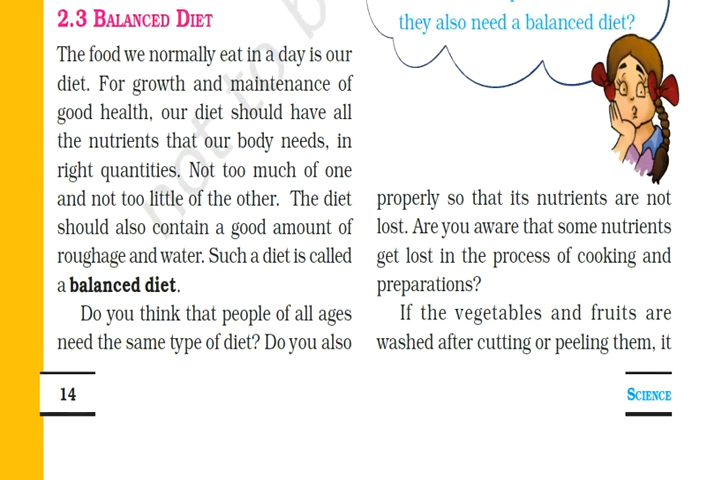 2.3 BALANCED DIET
The food we normally eat in a day is our
diet. For growth and maintenance of
good health, our diet should have all
the nutrients that our body needs, in
right quantities. Not too much of one
and not too little of the other. The diet
should also contain a good amount of
roughage and water. Such a diet is called
a balanced diet.
Do you think that people of all ages
need the same type of diet? Do you also
they also need a balanced diet?
properly so that its nutrients are not
lost. Are you aware that some nutrients
get lost in the process of cooking and
preparations?
If the vegetables and fruits are
washed after cutting or peeling them, it
14
SCIENCE
not to b